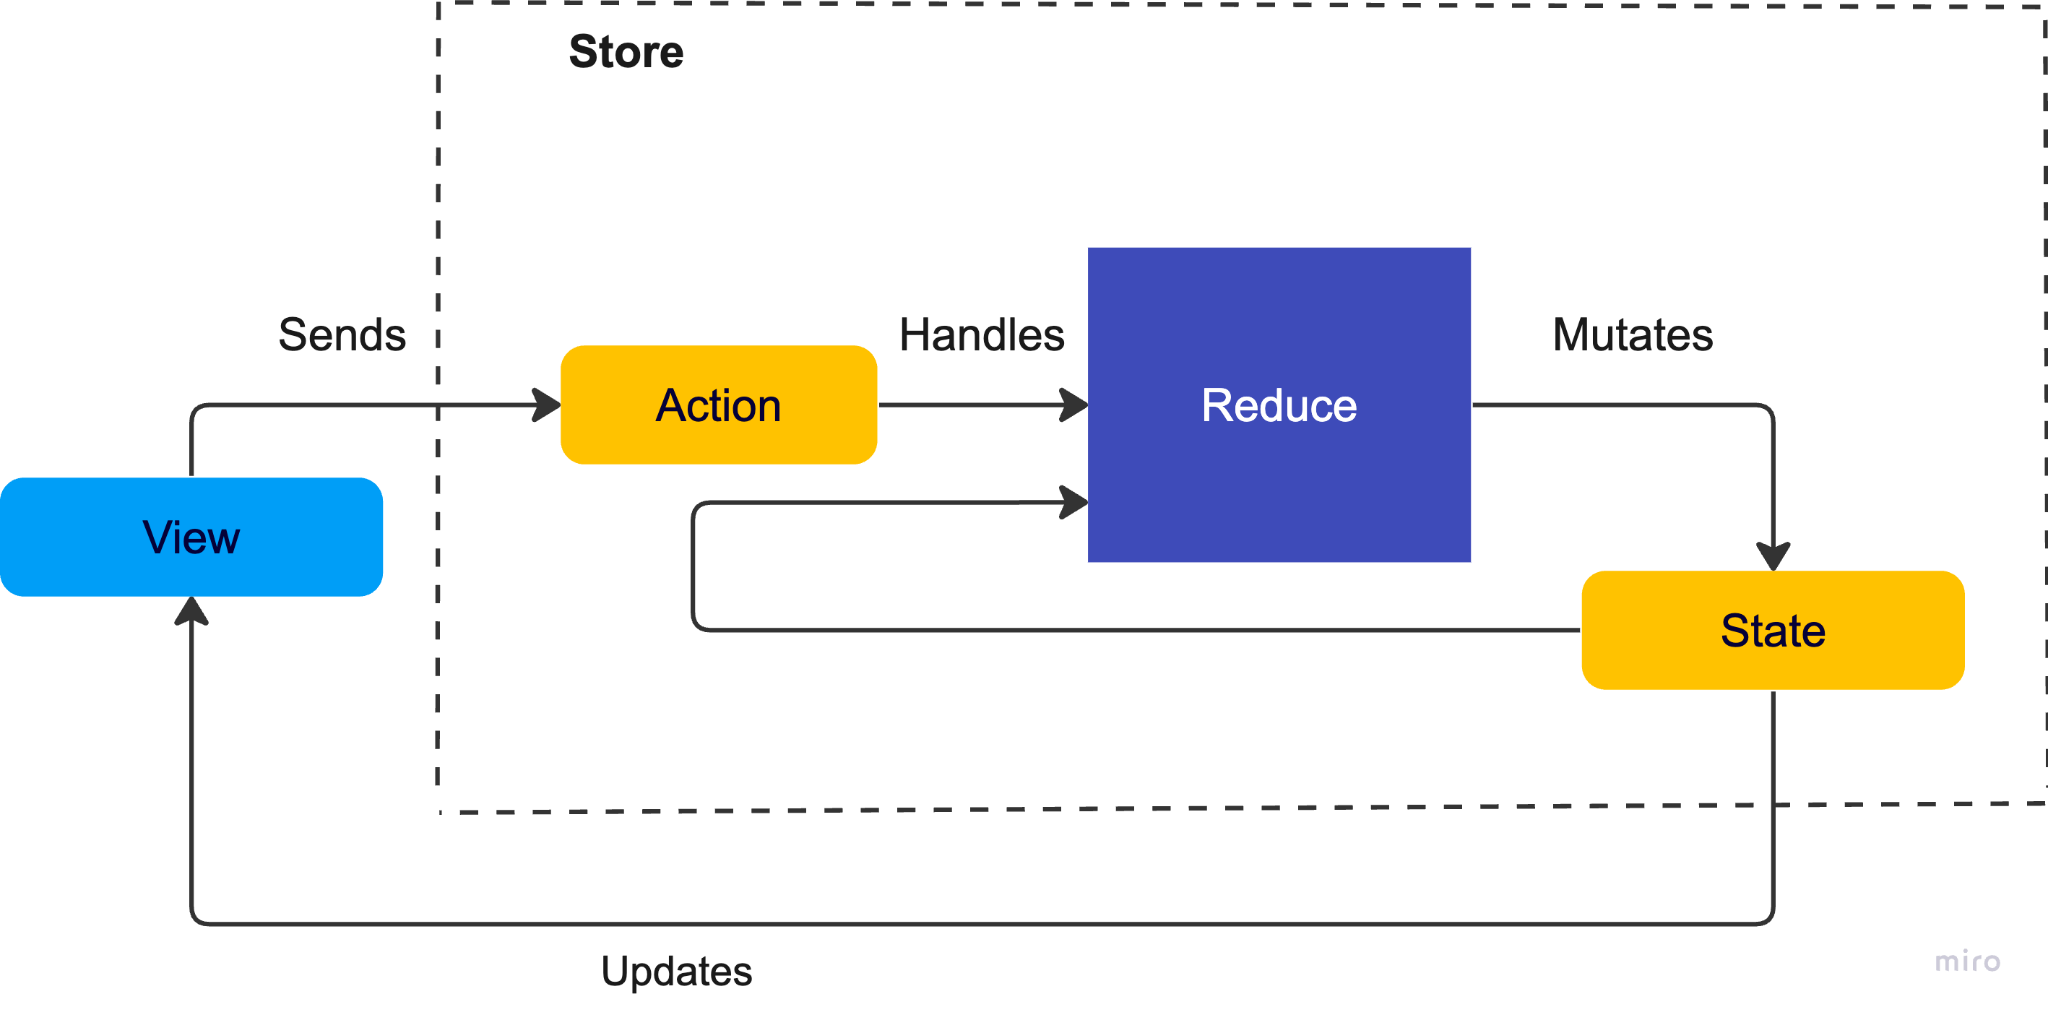 Store
Sends
Handles
Mutates
Action
Reduce
View
State
Updates
miro